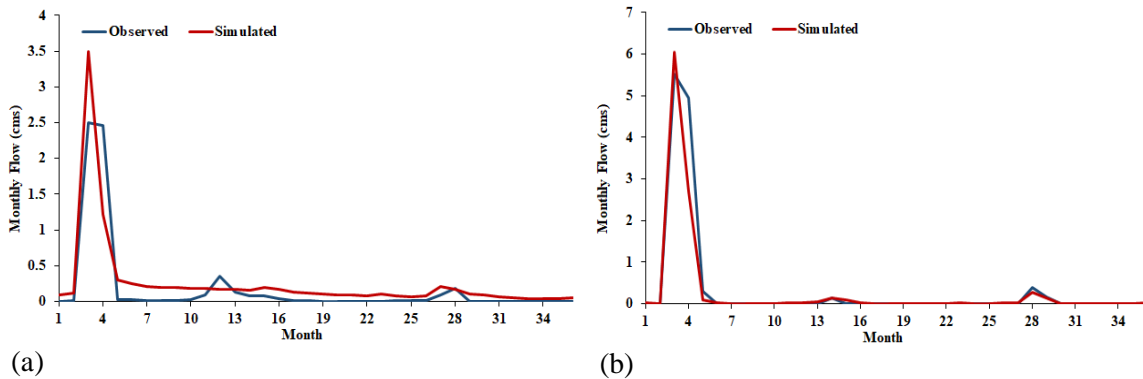 4
3.5
3
2.5
2
1.5
1
0.5
0
Monthly Flow (cms)
Observed Simulated
1 4 7 10 13 16 19 22 25 28 31 34
Month
(a)
7
6
5
4
3
2
1
0
Monthly Flow (cms)
Observed Simulated
1 4 7 10 13 16 19 22 25 28 31 34
Month
(b)